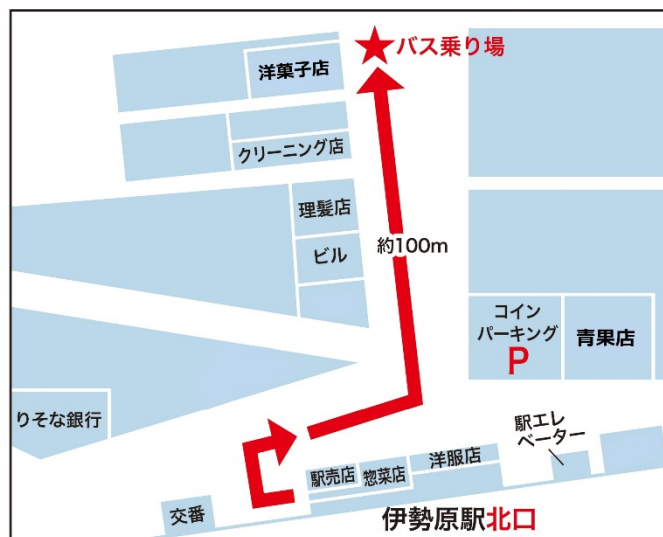 バス乗り場
洋菓子店
クリーニング店
理髪店
ビル
約100m
コイン
パーキング
P
青果店
りそな銀行
駅エレ
ベーター
洋服店
惣菜店
駅売店
交番
伊勢原駅北口